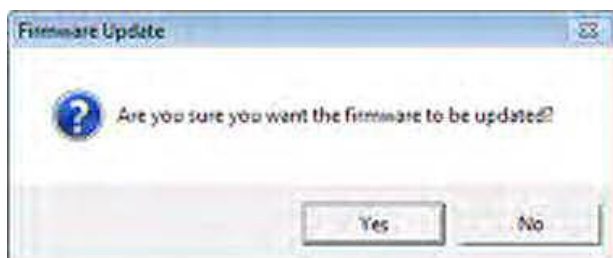 Firmware Update
Are you sure you want the firmware to be updated?
Yes
No